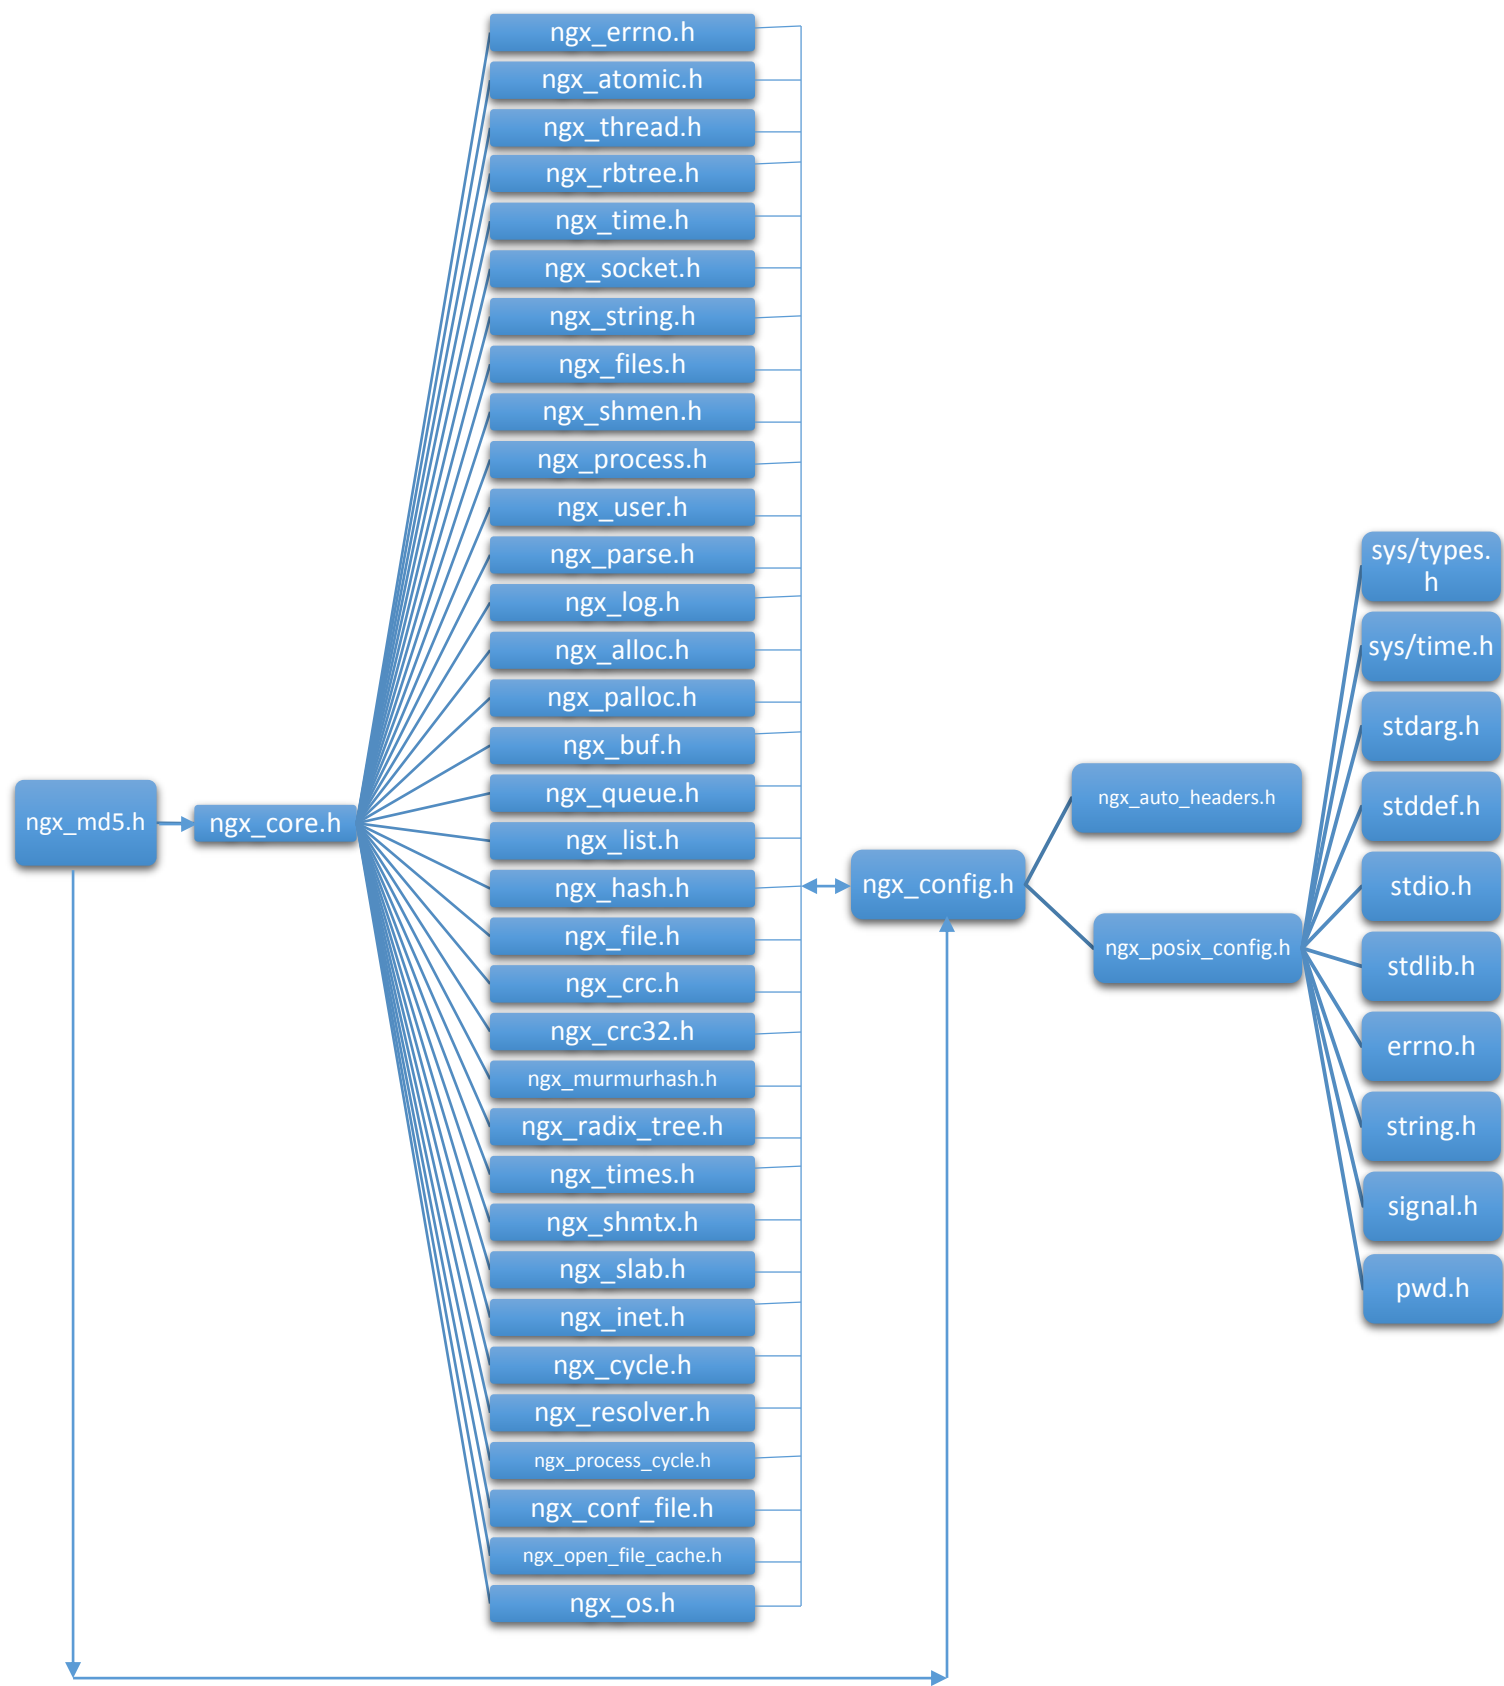 ngx_md5.h
ngx_core.h
ngx_errno.h
ngx_atomic.h
ngx_thread.h
ngx_rbtree.h
ngx_time.h
ngx_socket.h
ngx_string.h
ngx_files.h
ngx_shmen.h
ngx_process.h
ngx_user.h
ngx_parse.h
ngx_log.h
ngx_alloc.h
ngx_palloc.h
ngx_buf.h
ngx_queue.h
ngx_list.h
ngx_hash.h
ngx_file.h
ngx_crc.h
ngx_crc32.h
ngx_murmurhash.h
ngx_radix_tree.h
ngx_times.h
ngx_shmtx.h
ngx_slab.h
ngx_inet.h
ngx_cycle.h
ngx_resolver.h
ngx_process_cycle.h
ngx_conf_file.h
ngx_open_file_cache.h
ngx_os.h
ngx_config.h
ngx_auto_headers.h
ngx_posix_config.h
sys/types.
h
sys/time.h
stdarg.h
stddef.h
stdio.h
stdlib.h
errno.h
string.h
signal.h
pwd.h